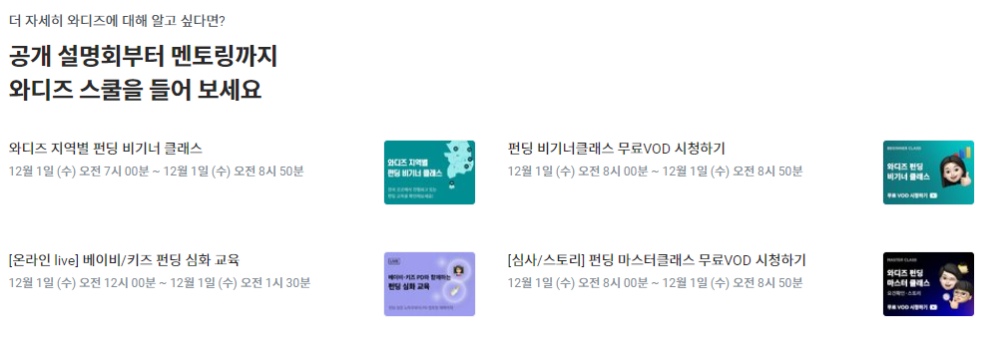 더 자세히 와디즈에 대해 알고 싶다면?
공개 설명회부터 멘토링까지
와디즈 스쿨을 들어 보세요
와디즈 지역별 펀딩 비기너 클래스
12월 1일 (수) 오전 7시 00분 ~ 12월 1일 (수) 오전 8시 50분
와디즈 지역별
펀딩 비기너 클래스
펀딩 비기너클래스 무료VOD 시청하기
12월 1일 (수) 오전 8시 00분 ~ 12월 1일 (수) 오전 8시 50분
BEGINNER CLASS
와디즈 펀딩
비기너 클래스
무료 VOD 시청하기
[온라인 live] 베이비/키즈 펀딩 심화 교육
12월 1일 (수) 오전 12시 00분 ~ 12월 1일 (수) 오전 1시 30분
LIVE
베이비·키즈 PD와 함께하는
펀딩 심화 교육
[심사/스토리] 펀딩 마스터클래스 무료VOD 시청하기
12월 1일 (수) 오전 8시 00분 ~ 12월 1일 (수) 오전 8시 50분
MASTER CLASS
와디즈 펀딩
마스터 클래스
요건확인·스토리
무료 VOD 시청하기